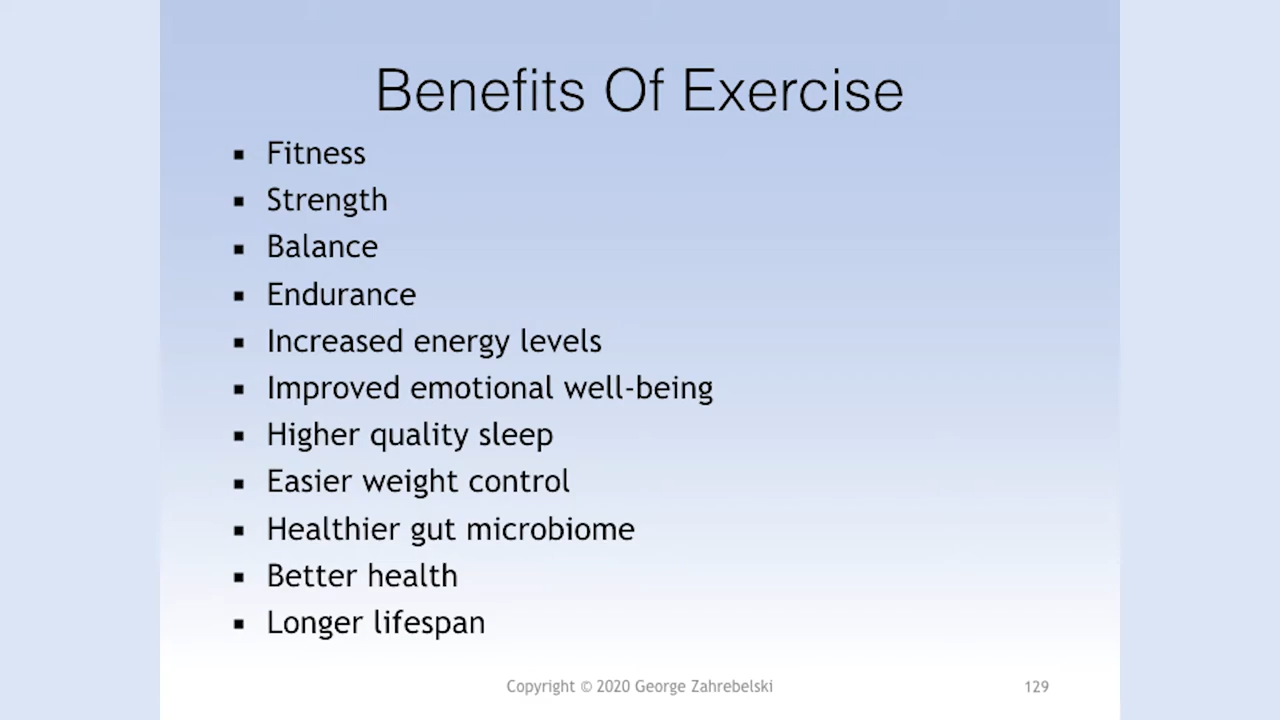 Benefits Of Exercise
▪ Fitness
▪ Strength
▪ Balance
▪ Endurance
▪ Increased energy levels
▪ Improved emotional well-being
▪ Higher quality sleep
▪ Easier weight control
▪ Healthier gut microbiome
▪ Better health
▪ Longer lifespan
Copyright © 2020 George Zahrebelski 129